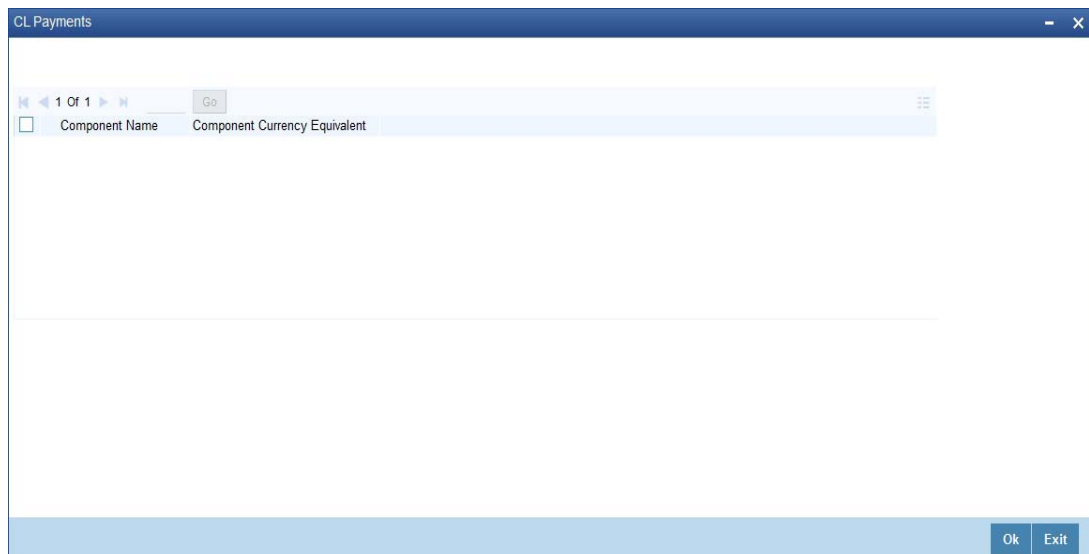 CL Payments
1 Of 1 Go
Component Name Component Currency Equivalent
Ok Exit